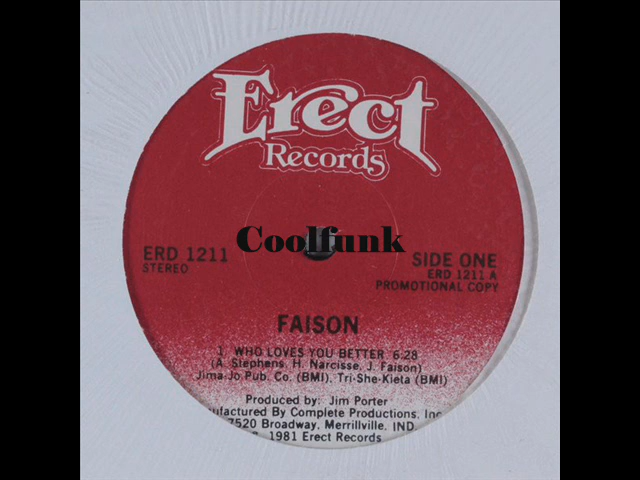 Erect
Records
Coolfunk
ERD 1211
STEREO
SIDE ONE
ERD 1211 A
PROMOTIONAL COPY
FAISON
1. WHO LOVES YOU BETTER 6:28
(A. Stephens, H. Narcisse, J. Faison)
Jima Jo Pub. Co. (BMI), Tri-She-Kieta (BMI)
Produced by: Jim Porter
ufactured By Complete Productions, Inc
7520 Broadway, Merrillville, IND.
1981 Erect Records